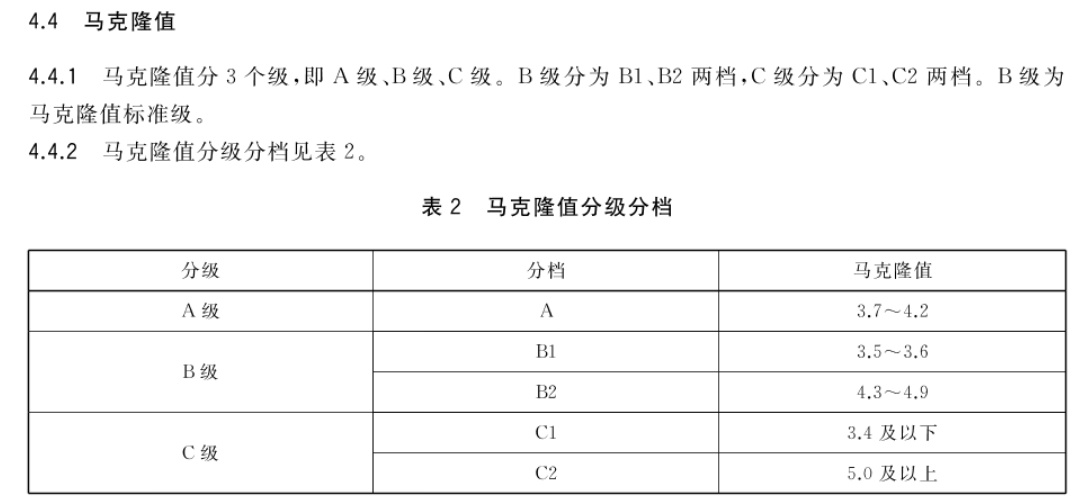 4.4 马克隆值
4.4.1 马克隆值分 3 个级,即 A 级、B 级、C 级。B 级分为 B1、B2 两档,C 级分为 C1、C2 两档。B 级为
马克隆值标准级。
4.4.2 马克隆值分级分档见表 2。
表 2 马克隆值分级分档
分级 分档 马克隆值
A 级 A 3.7~4.2
B 级 B1 3.5~3.6
B2 4.3~4.9
C 级 C1 3.4 及以下
C2 5.0 及以上